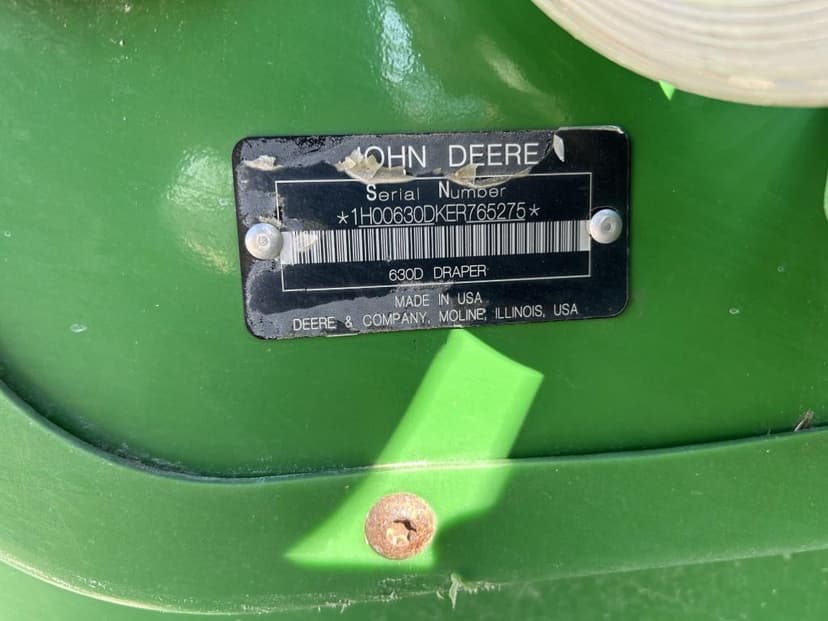 JOHN DEERE
Serial Number
*1H00630DKER765275*
630D DRAPER
MADE IN USA
DEERE & COMPANY, MOLINE, ILLINOIS, USA